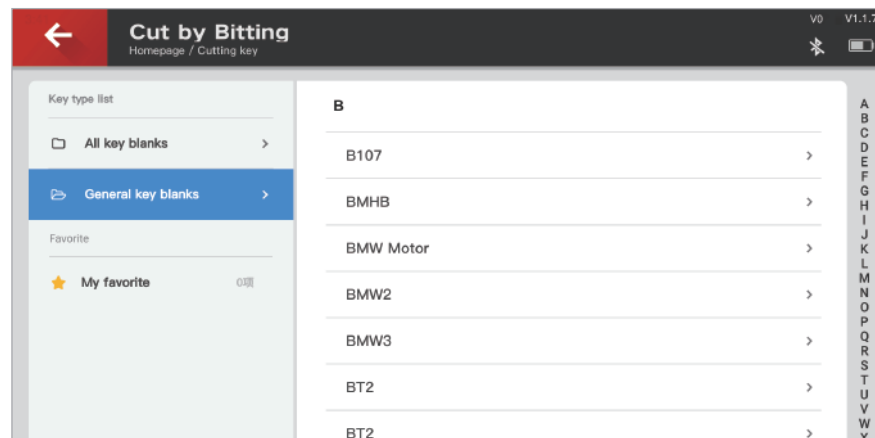 Cut by Bitting
Homepage / Cutting key
V0 V1.1.7
Key type list
All key blanks
General key blanks
Favorite
My favorite 0项
B
B107
BMHB
BMW Motor
BMW2
BMW3
BT2
BT2
A
B
C
D
E
F
G
H
I
J
K
L
M
N
O
P
Q
R
S
T
U
V
W
X